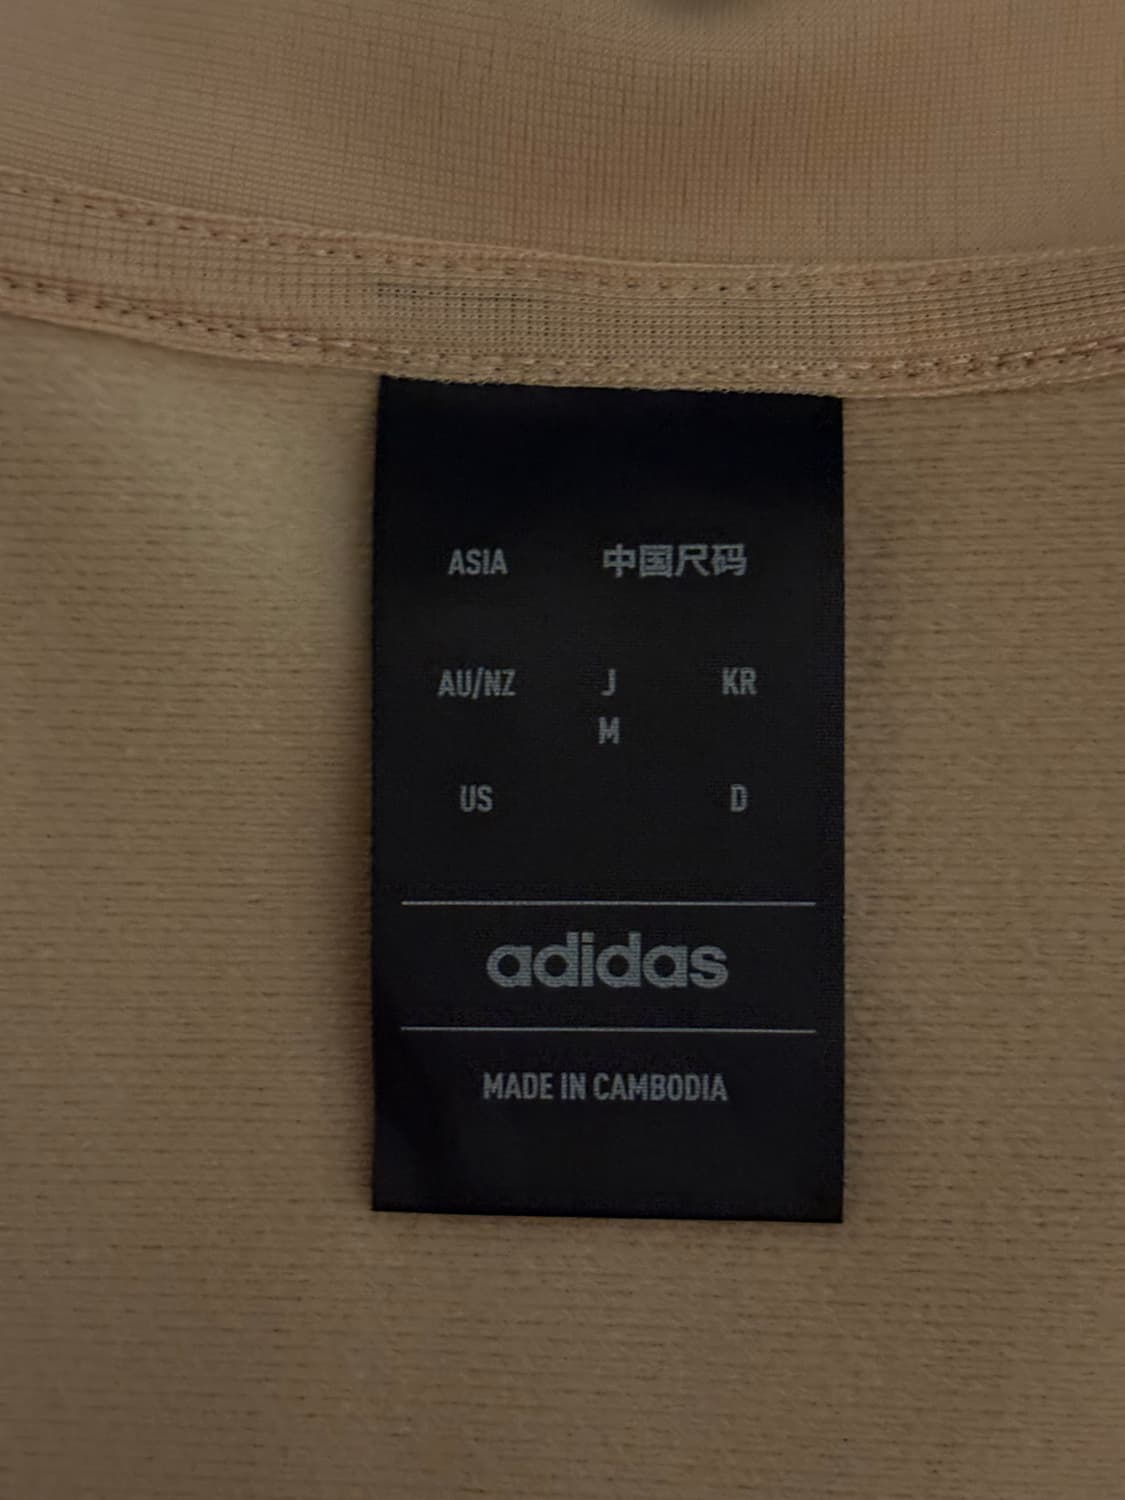 ASIA 中国尺码
AU/NZ J KR
M
US D
adidas
MADE IN CAMBODIA